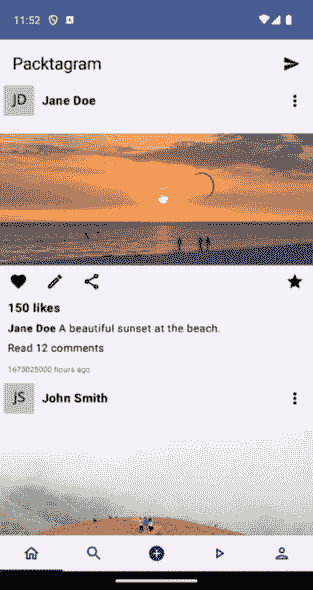 11:52
Packtagram
JD
Jane Doe
150 likes
Jane Doe A beautiful sunset at the beach.
Read 12 comments
1673025000 hours ago
JS
John Smith